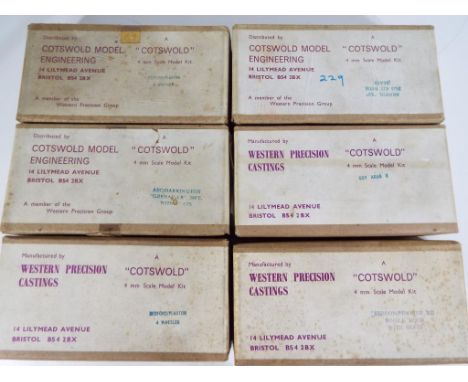 Distributed by
COTSWOLD MODEL
ENGINEERING
14 LILYMEAD AVENUE
BRISTOL BS4 2BX
A member of the
Western Precision Group
A
"COTSWOLD"
4 mm Scale Model Kit
Distributed by
COTSWOLD MODEL
ENGINEERING
14 LILYMEAD AVENUE
BRISTOL BS4 2BX
229
A member of the
Western Precision Group
A
"COTSWOLD"
4 mm Scale Model Kit
Distributed by
COTSWOLD MODEL
ENGINEERING
14 LILYMEAD AVENUE
BRISTOL BS4 2BX
A member of the
Western Precision Group
A
"COTSWOLD"
4 mm Scale Model Kit
Manufactured by
WESTERN PRECISION
CASTINGS
14 LILYMEAD AVENUE
BRISTOL BS4 2BX
A
"COTSWOLD"
4 mm Scale Model Kit
Manufactured by
WESTERN PRECISION
CASTINGS
14 LILYMEAD AVENUE
BRISTOL BS4 2BX
A
"COTSWOLD"
4 mm Scale Model Kit
4 WHEELER
Manufactured by
WESTERN PRECISION
CASTINGS
14 LILYMEAD AVENUE
BRISTOL BS4 2BX
A
"COTSWOLD"
4 mm Scale Model Kit